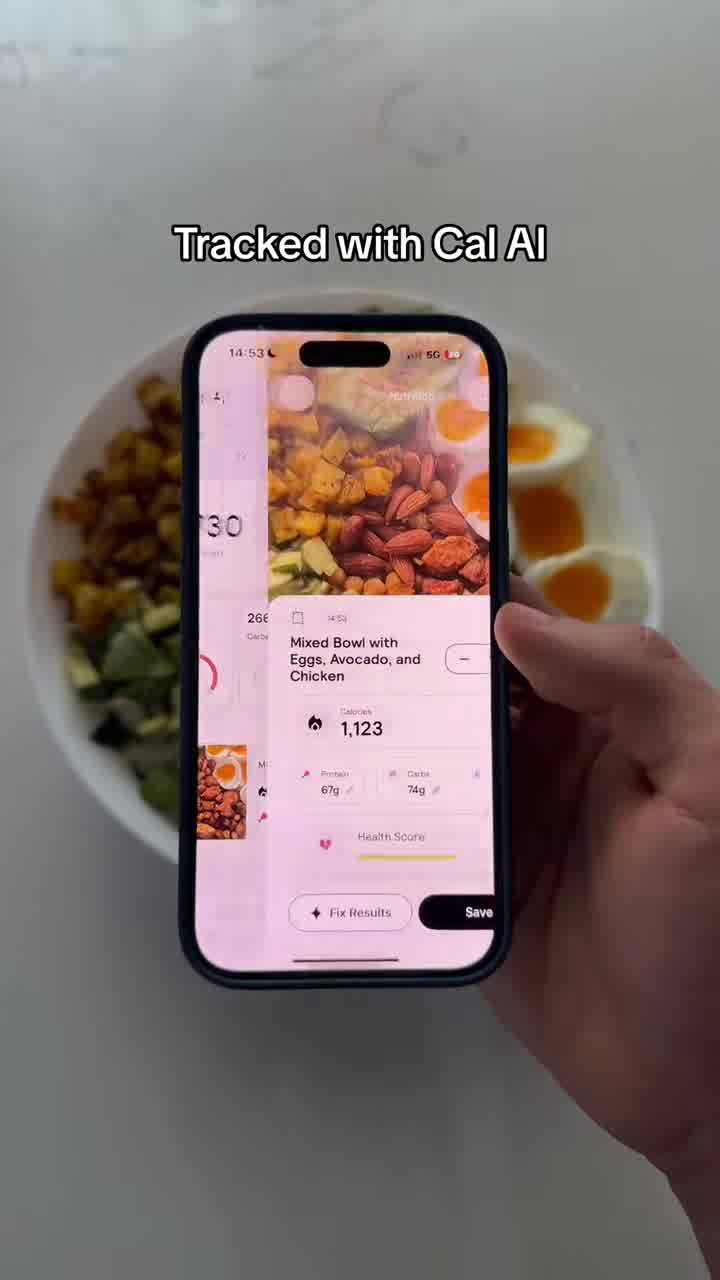 Tracked with Cal AI
14:53
5G
20
Nutrition
730
266
Carbs
14:53
Mixed Bowl with
Eggs, Avocado, and
Chicken
Calories
1,123
Protein
Carbs
67g
74g
Health Score
Fix Results
Save